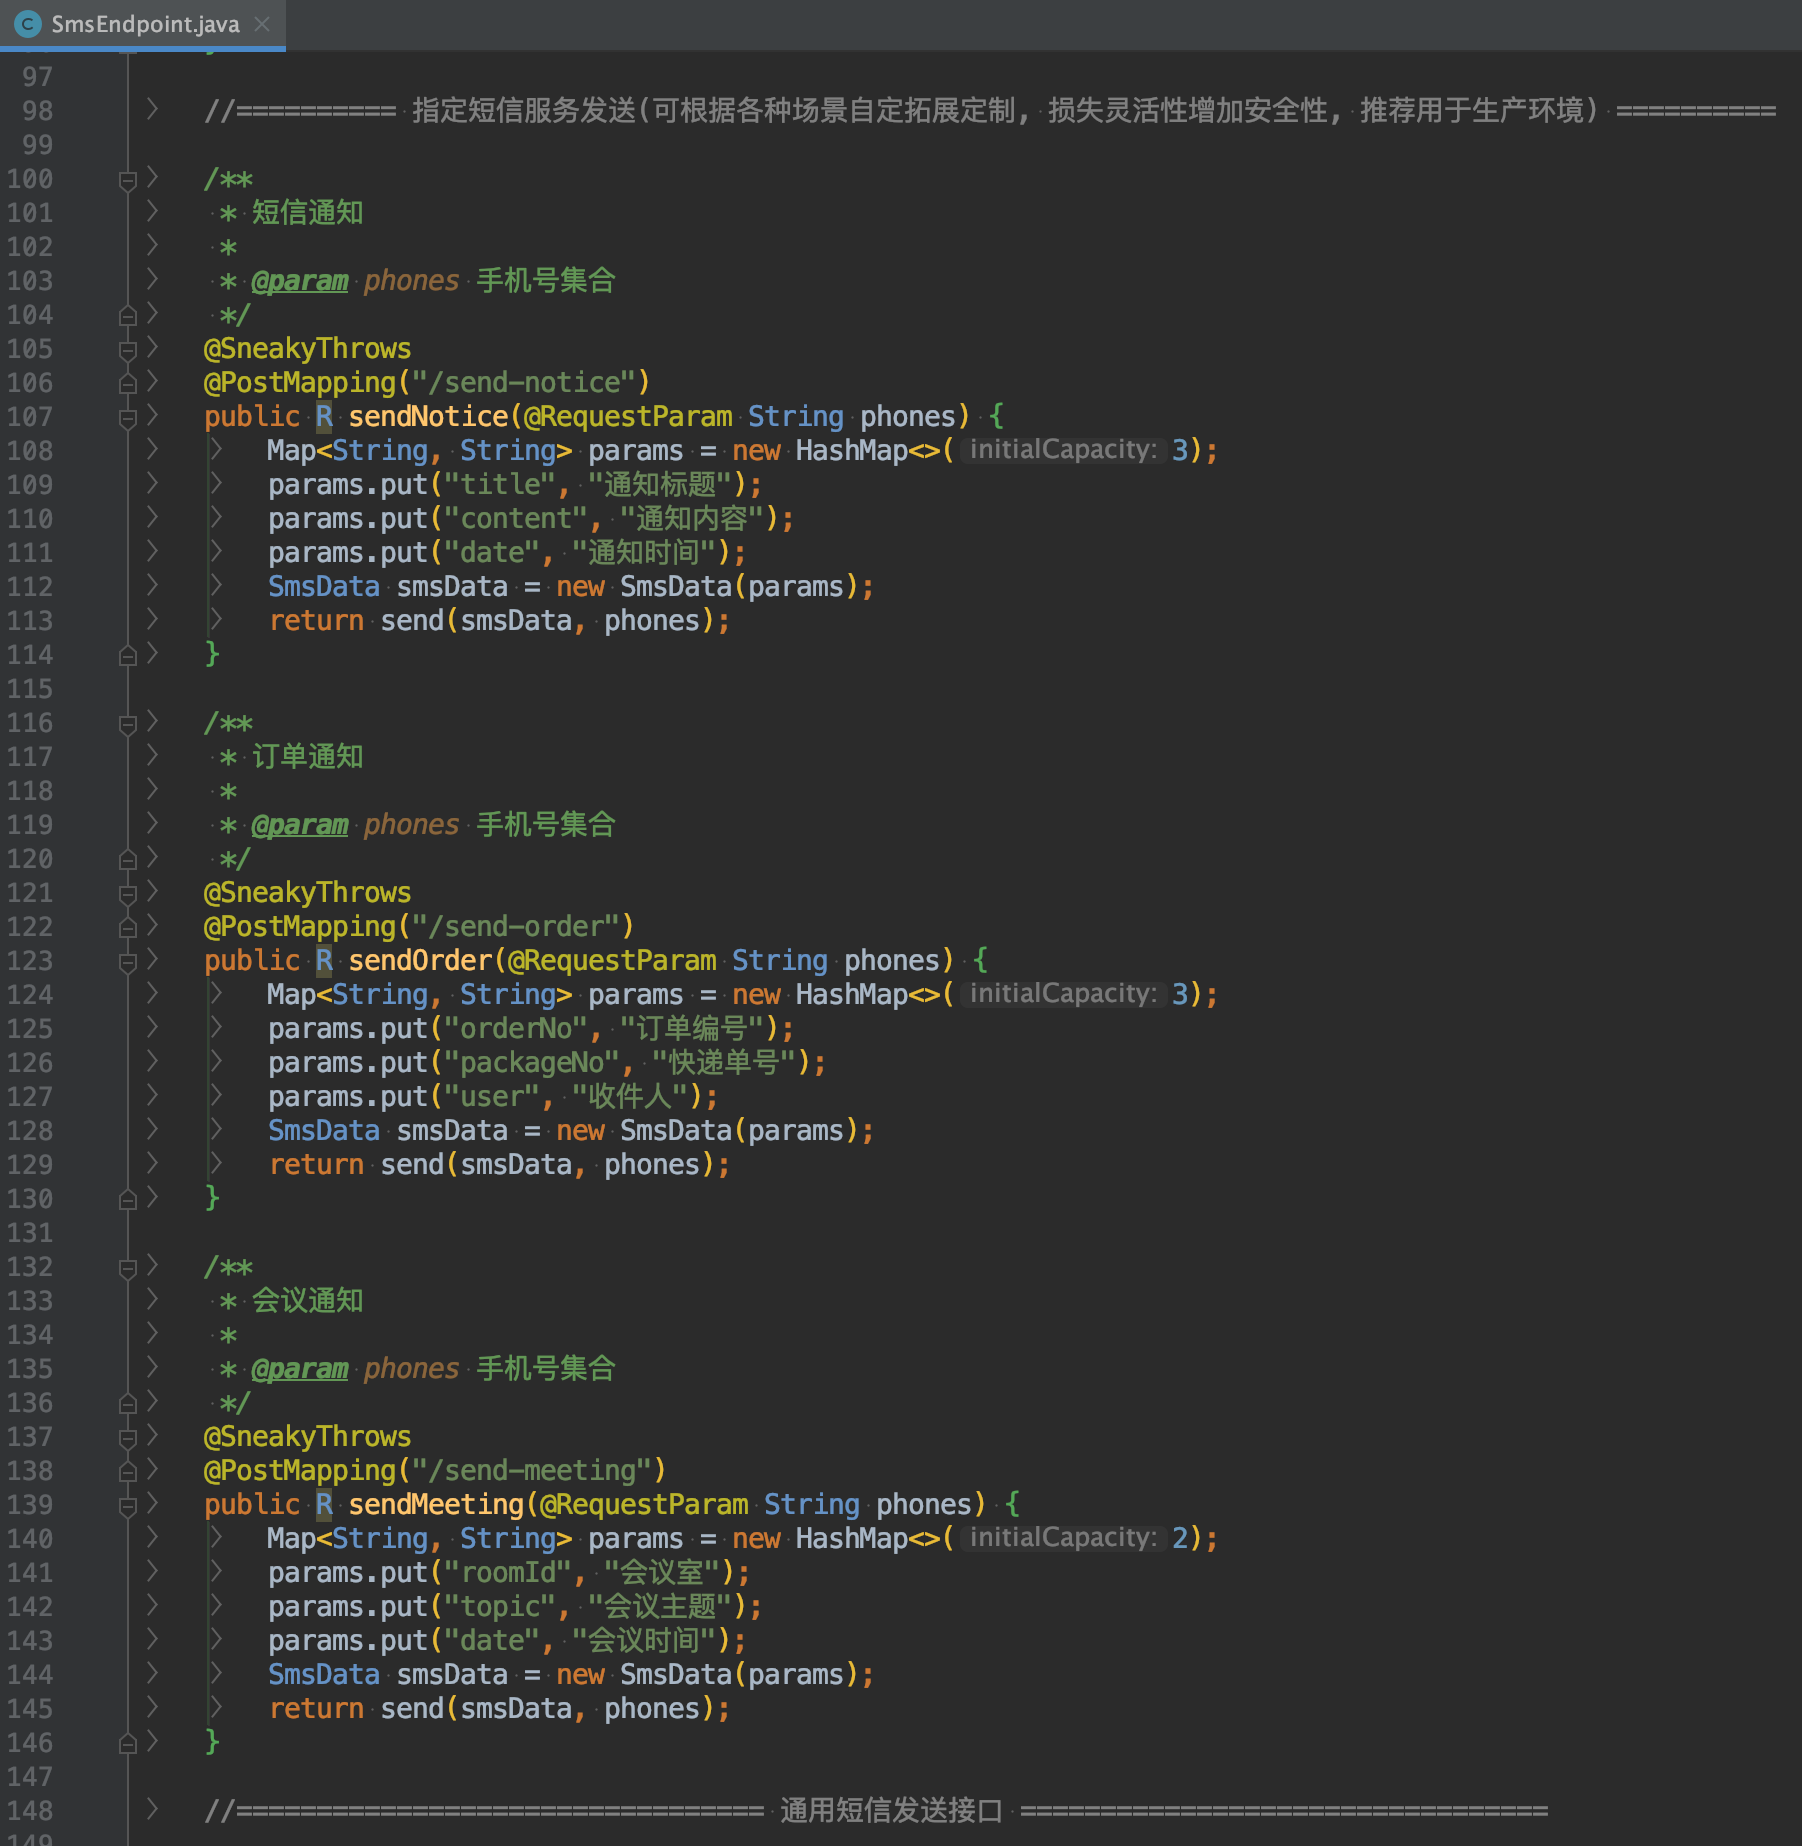 SmsEndpoint.java
97
98 //========== 指定短信服务发送(可根据各种场景自定拓展定制, 损失灵活性增加安全性, 推荐用于生产环境) ==========
99
100 /**
101 * 短信通知
102 *
103 * @param phones 手机号集合
104 */
105 @SneakyThrows
106 @PostMapping("/send-notice")
107 public R sendNotice(@RequestParam String phones) {
108 Map<String, String> params = new HashMap<>( initialCapacity: 3);
109 params.put("title", "通知标题");
110 params.put("content", "通知内容");
111 params.put("date", "通知时间");
112 SmsData smsData = new SmsData(params);
113 return send(smsData, phones);
114 }
115
116 /**
117 * 订单通知
118 *
119 * @param phones 手机号集合
120 */
121 @SneakyThrows
122 @PostMapping("/send-order")
123 public R sendOrder(@RequestParam String phones) {
124 Map<String, String> params = new HashMap<>( initialCapacity: 3);
125 params.put("orderNo", "订单编号");
126 params.put("packageNo", "快递单号");
127 params.put("user", "收件人");
128 SmsData smsData = new SmsData(params);
129 return send(smsData, phones);
130 }
131
132 /**
133 * 会议通知
134 *
135 * @param phones 手机号集合
136 */
137 @SneakyThrows
138 @PostMapping("/send-meeting")
139 public R sendMeeting(@RequestParam String phones) {
140 Map<String, String> params = new HashMap<>( initialCapacity: 2);
141 params.put("roomId", "会议室");
142 params.put("topic", "会议主题");
143 params.put("date", "会议时间");
144 SmsData smsData = new SmsData(params);
145 return send(smsData, phones);
146 }
147
148 //================================= 通用短信发送接口 =================================
149